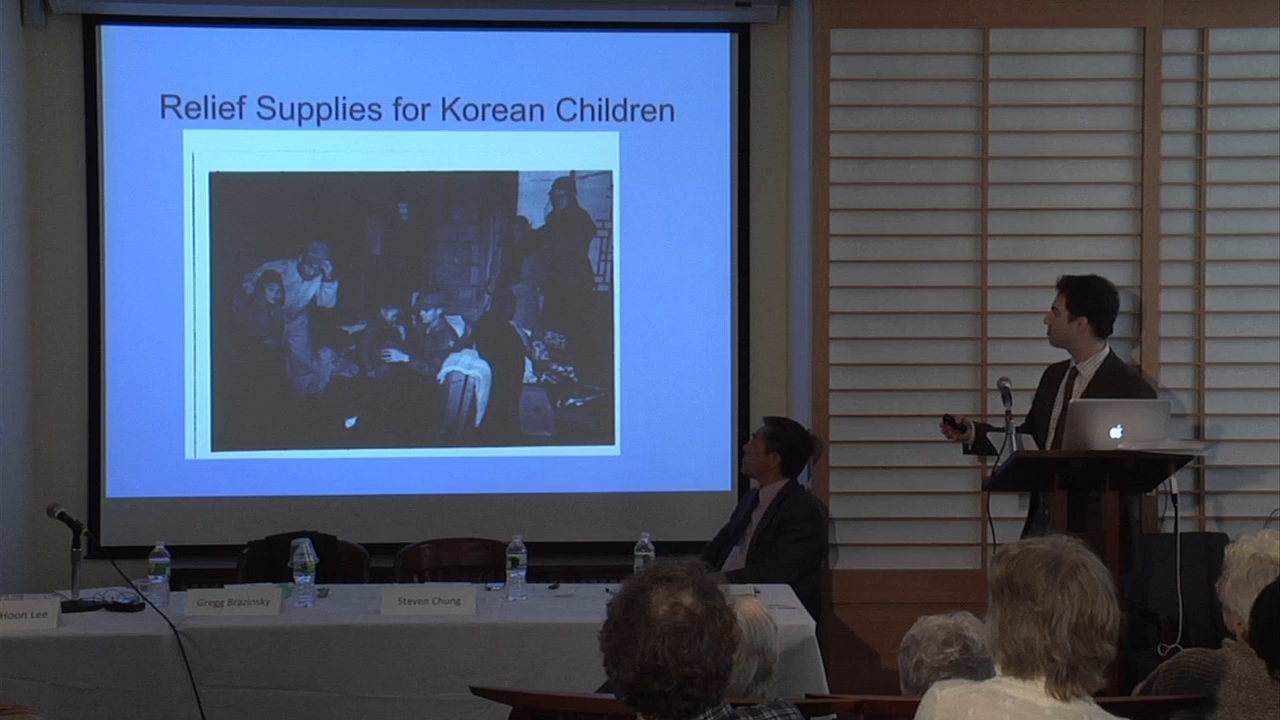 Relief Supplies for Korean Children
Hoon Lee
Gregg Brazinsky
Steven Chung